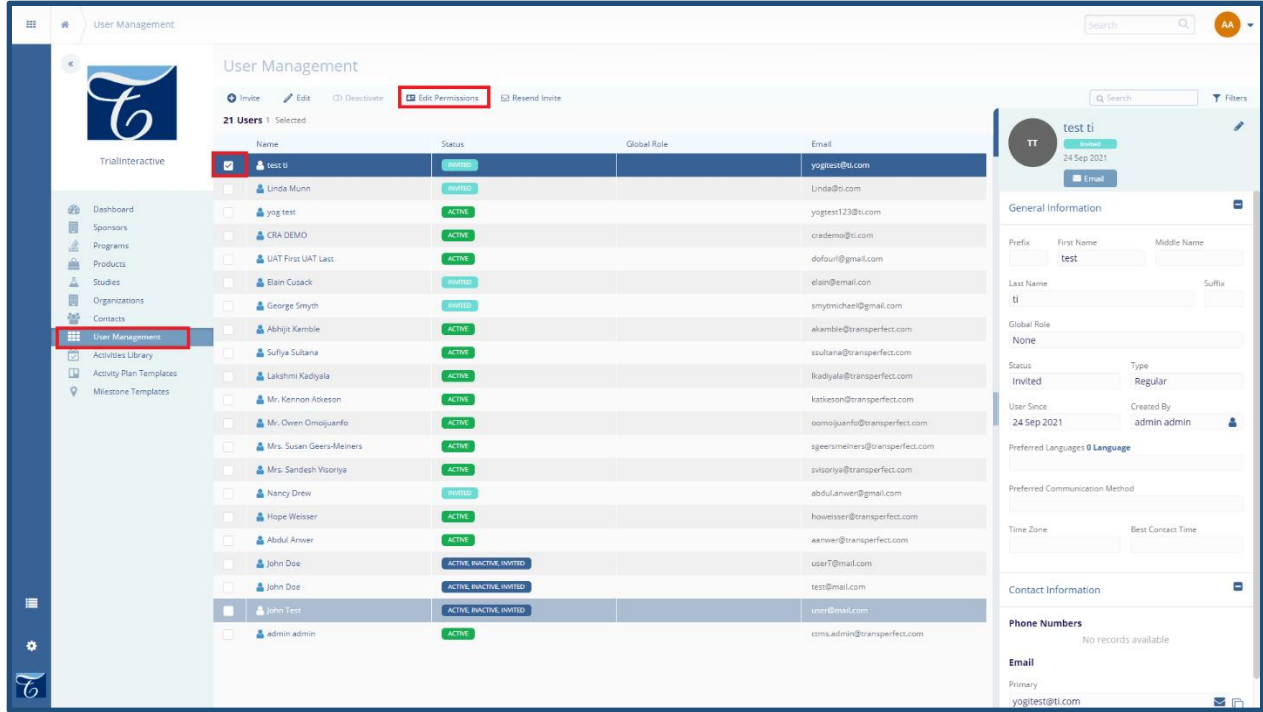 User Management
Search
AA
TrialInteractive
Dashboard
Sponsors
Programs
Products
Studies
Organizations
Contacts
User Management
Activities Library
Activity Plan Templates
Milestone Templates
User Management
Invite Edit Deactivate Edit Permissions Resend Invite
Search Filters
21 Users 1 Selected
Name Status Global Role Email
test ti INVITED yogitest@ti.com
Linda Munn INVITED Linda@ti.com
yog test ACTIVE yogtest123@ti.com
CRA DEMO ACTIVE crademo@ti.com
UAT First UAT Last ACTIVE dofourl@gmail.com
Elain Cusack INVITED elain@email.con
George Smyth INVITED smytmichael@gmail.com
Abhijit Kamble ACTIVE akamble@transperfect.com
Sufiya Sultana ACTIVE ssultana@transperfect.com
Lakshmi Kadiyala ACTIVE lkadiyala@transperfect.com
Mr. Kennon Atkeson ACTIVE katkeson@transperfect.com
Mr. Owen Omoijuanfo ACTIVE oomoijuanfo@transperfect.com
Mrs. Susan Geers-Meiners ACTIVE sgeersmeiners@transperfect.com
Mrs. Sandesh Visoriya ACTIVE svisoriya@transperfect.com
Nancy Drew INVITED abdul.anwer@gmail.com
Hope Weisser ACTIVE howeisser@transperfect.com
Abdul Anwer ACTIVE aanwer@transperfect.com
John Doe ACTIVE, INACTIVE, INVITED userT@mail.com
John Doe ACTIVE, INACTIVE, INVITED test@mail.com
John Test ACTIVE, INACTIVE, INVITED user@mail.com
admin admin ACTIVE ctms.admin@transperfect.com
TT
test ti
Invited
24 Sep 2021
Email
General Information
Prefix First Name Middle Name
test
Last Name Suffix
ti
Global Role
None
Status Type
Invited Regular
User Since Created By
24 Sep 2021 admin admin
Preferred Languages 0 Language
Preferred Communication Method
Time Zone Best Contact Time
Contact Information
Phone Numbers
No records available
Email
Primary
yogitest@ti.com